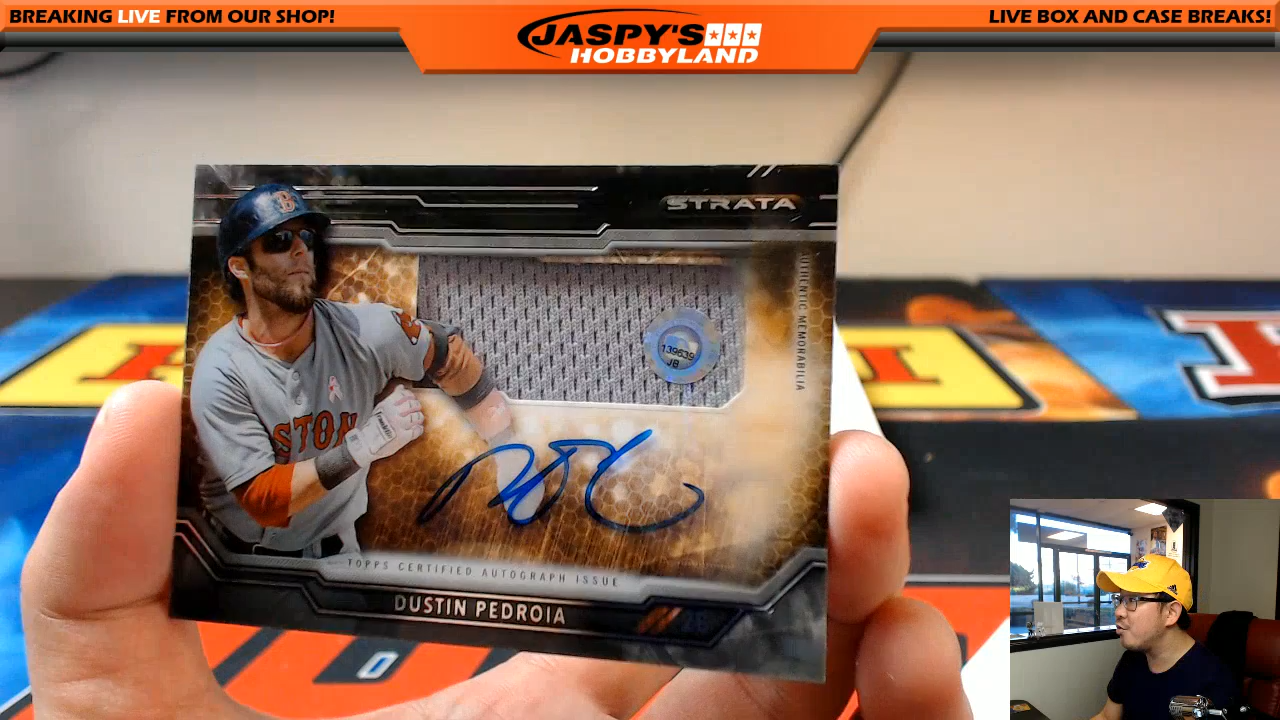 BREAKING LIVE FROM OUR SHOP!
JASPY'S
HOBBYLAND
LIVE BOX AND CASE BREAKS!
STRATA
B
AUTHENTIC MEMORABILIA
139639
JB
STON
TOPPS CERTIFIED AUTOGRAPH ISSUE
DUSTIN PEDROIA